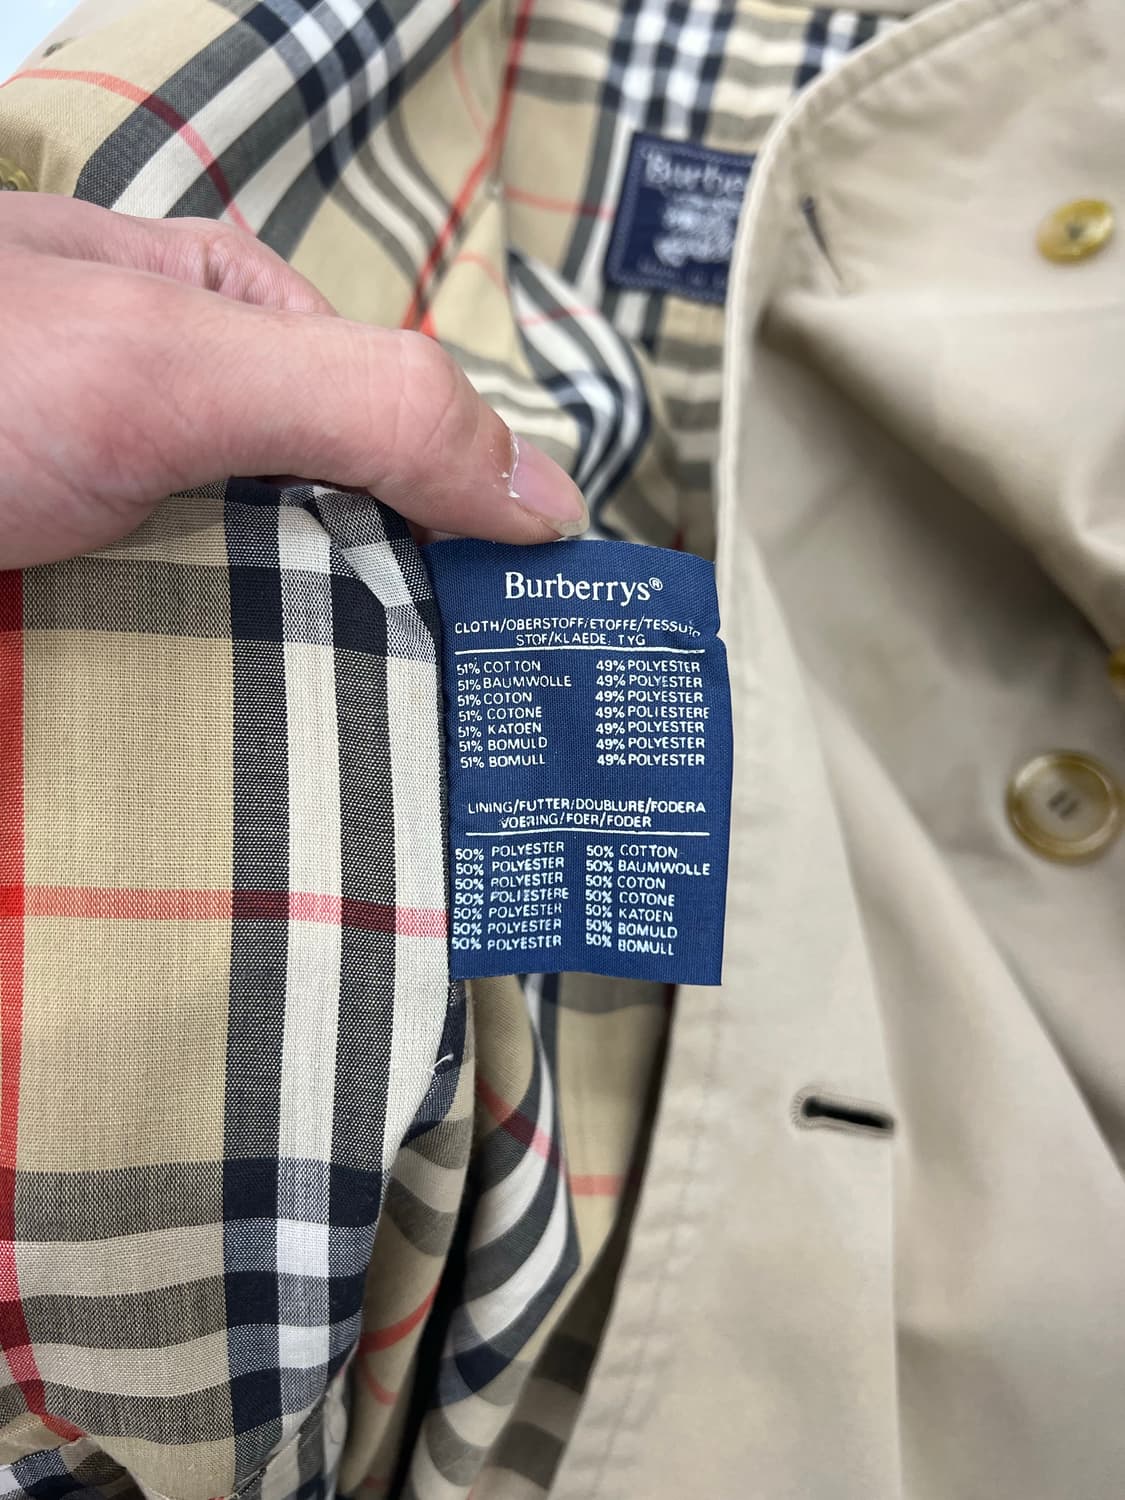 Burberrys®
CLOTH/OBERSTOFF/ETOFFE/TESSUTO
STOF/KLAEDE, TYG
51% COTTON 49% POLYESTER
51% BAUMWOLLE 49% POLYESTER
51% COTON 49% POLYESTER
51% COTONE 49% POLIESTERE
51% KATOEN 49% POLYESTER
51% BOMULD 49% POLYESTER
51% BOMULL 49% POLYESTER
LINING/FUTTER/DOUBLURE/FODERA
VOERING/FOER/FODER
50% POLYESTER 50% COTTON
50% POLYESTER 50% BAUMWOLLE
50% POLYESTER 50% COTON
50% POLIESTERE 50% COTONE
50% POLYESTER 50% KATOEN
50% POLYESTER 50% BOMULD
50% POLYESTER 50% BOMULL